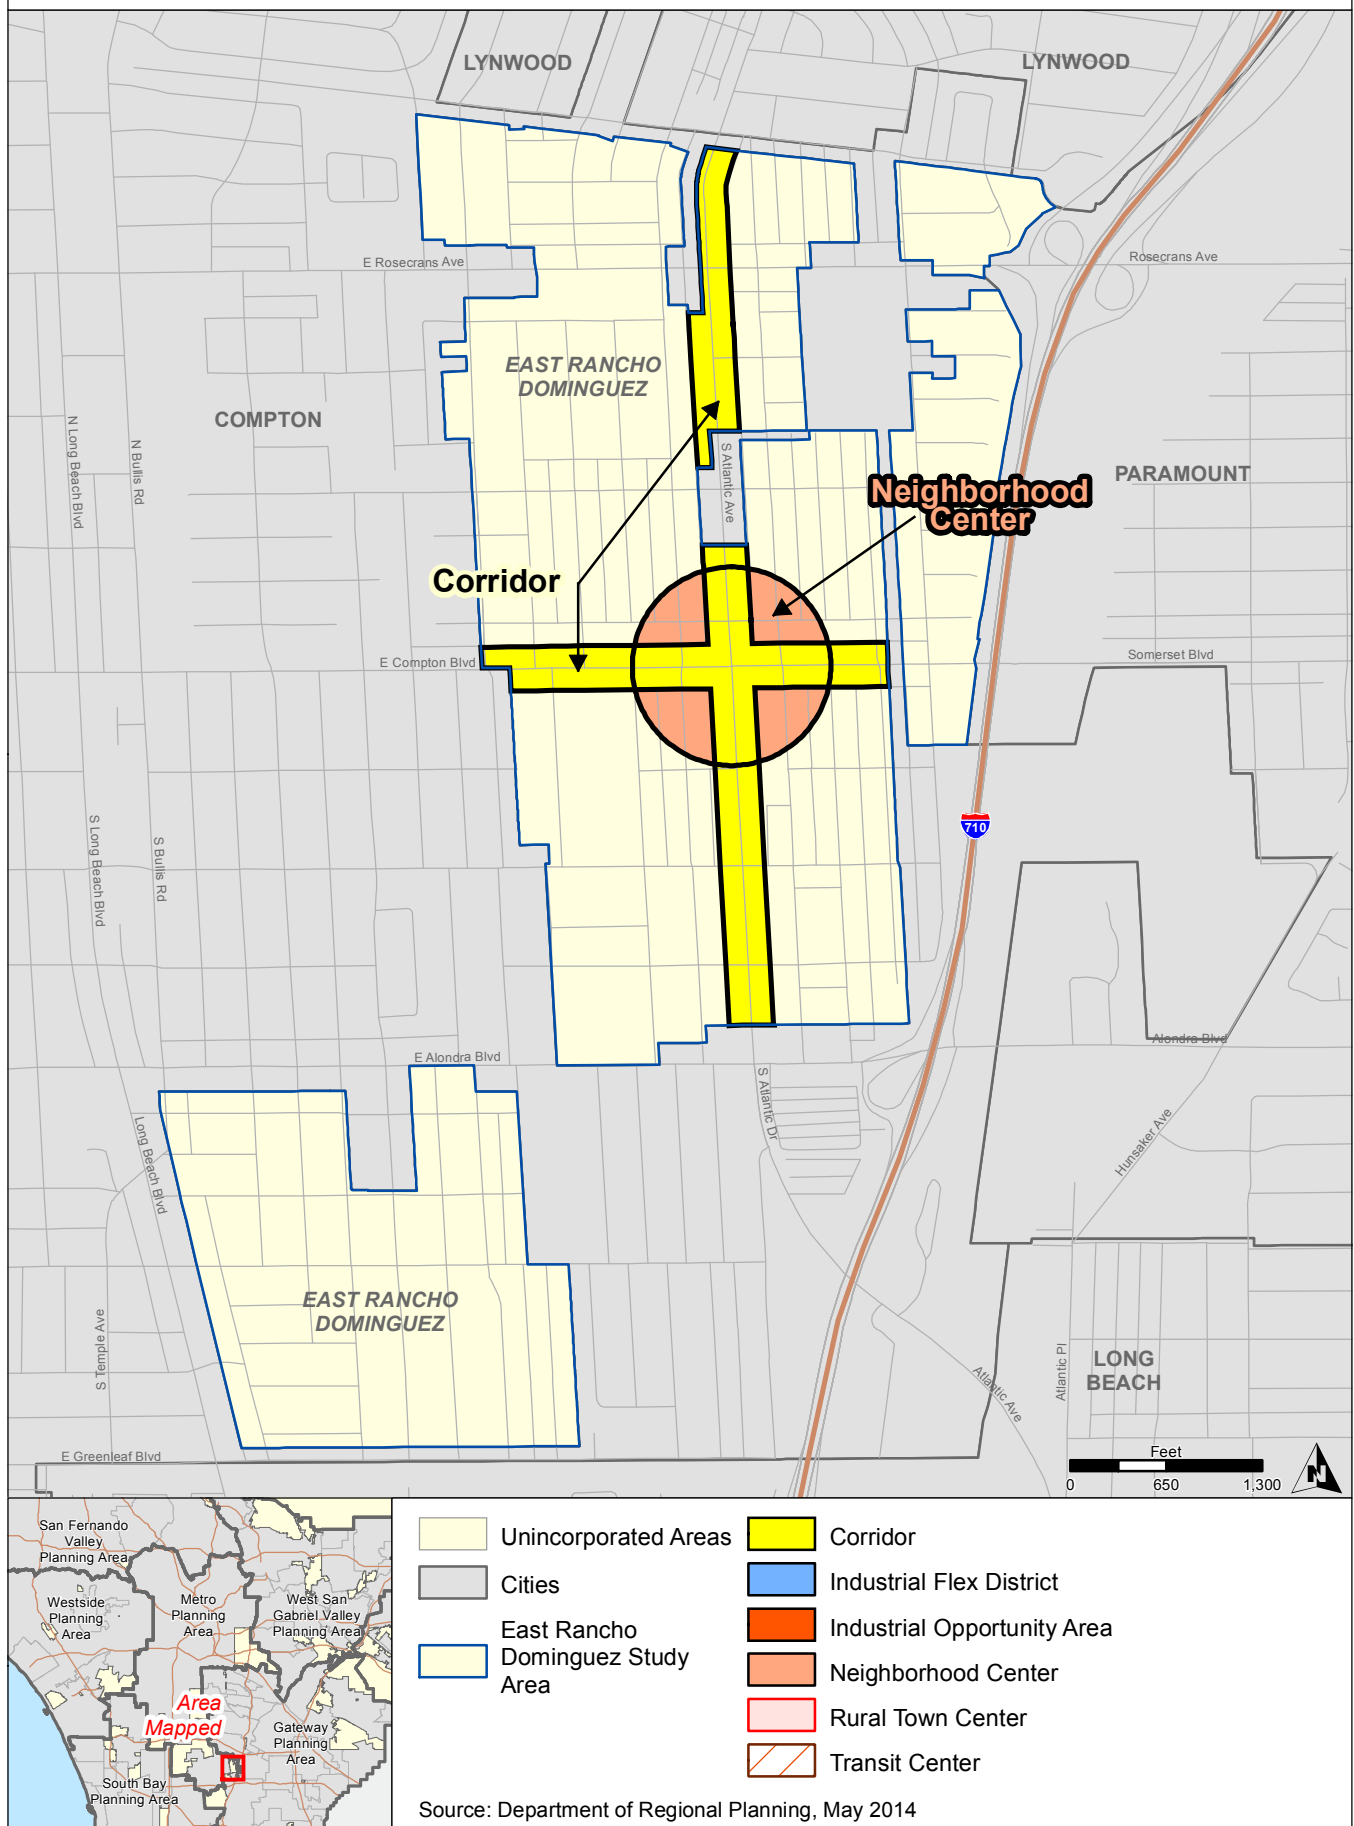 LYNWOOD
LYNWOOD
E Rosecrans Ave
Rosecrans Ave
EAST RANCHO
DOMINGUEZ
COMPTON
N Long Beach Blvd
N Bullis Rd
S Atlantic Ave
PARAMOUNT
Neighborhood
Center
Corridor
E Compton Blvd
Somerset Blvd
710
S Long Beach Blvd
S Bullis Rd
E Alondra Blvd
Alondra Blvd
S Atlantic Dr
Long Beach Blvd
Hunsaker Ave
EAST RANCHO
DOMINGUEZ
S Temple Ave
Atlantic Ave
Atlantic Pl
LONG
BEACH
E Greenleaf Blvd
Feet
0 650 1,300
N
San Fernando
Valley
Planning Area
Westside
Planning
Area
Metro
Planning
Area
West San
Gabriel Valley
Planning Area
Area
Mapped
Gateway
Planning
Area
South Bay
Planning Area
Unincorporated Areas
Cities
East Rancho
Dominguez Study
Area
Corridor
Industrial Flex District
Industrial Opportunity Area
Neighborhood Center
Rural Town Center
Transit Center
Source: Department of Regional Planning, May 2014